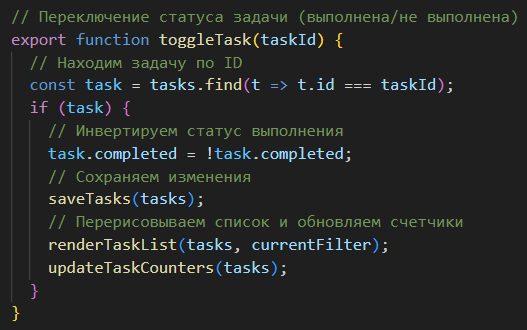 // Переключение статуса задачи (выполнена/не выполнена)
export function toggleTask(taskId) {
// Находим задачу по ID
const task = tasks.find(t => t.id === taskId);
if (task) {
// Инвертируем статус выполнения
task.completed = !task.completed;
// Сохраняем изменения
saveTasks(tasks);
// Перерисовываем список и обновляем счетчики
renderTaskList(tasks, currentFilter);
updateTaskCounters(tasks);
}
}